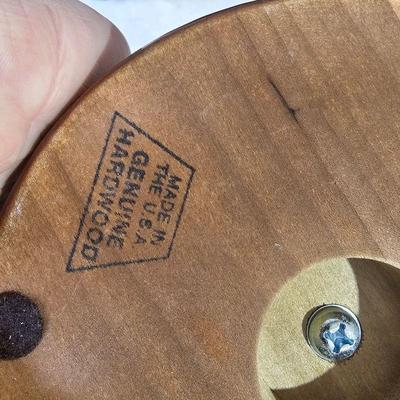 MADE IN
THE U.S.A
GENUINE
HARDWOOD